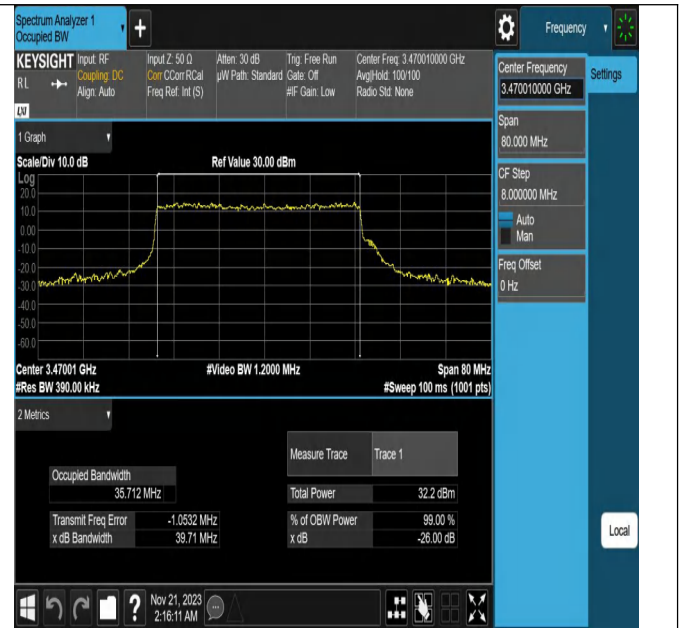 Spectrum Analyzer 1
Occupied BW
Frequency
KEYSIGHT
RL
LXI
Input: RF
Coupling: DC
Align: Auto
Input Z: 50 Ω
Corr CCorr RCal
Freq Ref: Int (S)
Atten: 30 dB
µW Path: Standard
Trig: Free Run
Gate: Off
#IF Gain: Low
Center Freq: 3.470010000 GHz
Avg|Hold: 100/100
Radio Std: None
Center Frequency
3.470010000 GHz
Settings
Span
80.000 MHz
CF Step
8.000000 MHz
Auto
Man
Freq Offset
0 Hz
Local
1 Graph
Scale/Div 10.0 dB
Ref Value 30.00 dBm
Log
20.0
10.0
0.00
-10.0
-20.0
-30.0
-40.0
-50.0
-60.0
Center 3.47001 GHz
#Video BW 1.2000 MHz
Span 80 MHz
#Res BW 390.00 kHz
#Sweep 100 ms (1001 pts)
2 Metrics
Measure Trace
Trace 1
Occupied Bandwidth
35.712 MHz
Total Power
32.2 dBm
Transmit Freq Error
-1.0532 MHz
% of OBW Power
99.00 %
x dB Bandwidth
39.71 MHz
x dB
-26.00 dB
Nov 21, 2023
2:16:11 AM